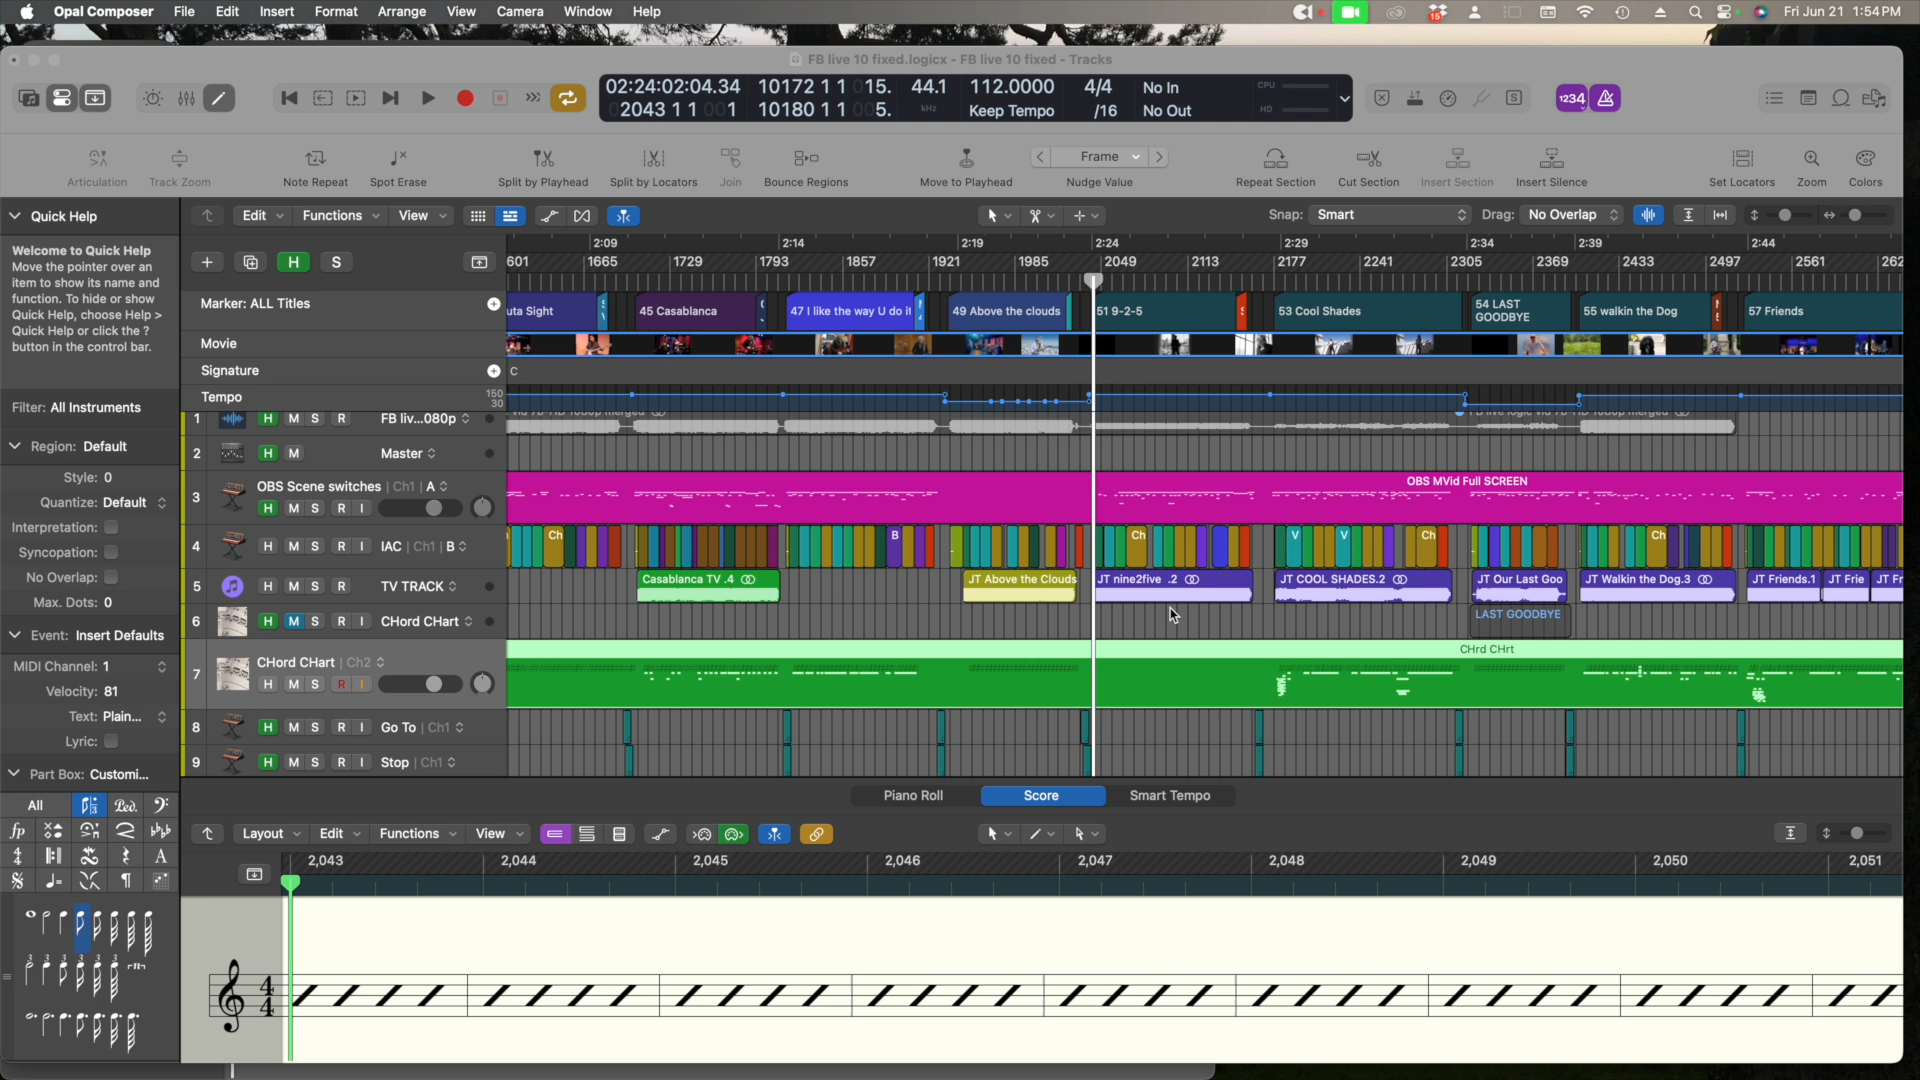 Opal Composer File Edit Insert Format Arrange View Camera Window Help
15 Fri Jun 21 1:54 PM
FB live 10 fixed.logicx - FB live 10 fixed - Tracks
02:24:02:04.34 10172 1 1 015. 44.1 112.0000 4/4 No In CPU
2043 1 1 001 10180 1 1 005. kHz Keep Tempo /16 No Out HD
1234
Frame
Articulation Track Zoom Note Repeat Spot Erase Split by Playhead Split by Locators Join Bounce Regions Move to Playhead Nudge Value Repeat Section Cut Section Insert Section Insert Silence Set Locators Zoom Colors
Quick Help
Edit Functions View Snap: Smart Drag: No Overlap
Welcome to Quick Help
Move the pointer over an
item to show its name and
function. To hide or show
Quick Help, choose Help >
Quick Help or click the ?
button in the control bar.
2:09 2:14 2:19 2:24 2:29 2:34 2:39 2:44
H S
601 1665 1729 1793 1857 1921 1985 2049 2113 2177 2241 2305 2369 2433 2497 2561 262
Marker: ALL Titles
uta Sight 45 Casablanca 47 I like the way U do it 49 Above the clouds 51 9-2-5 53 Cool Shades 54 LAST
GOODBYE 55 walkin the Dog 57 Friends
Movie
Signature C
Tempo 150
30
Filter: All Instruments
Region: Default
Style: 0
Quantize: Default
Interpretation:
Syncopation:
No Overlap:
Max. Dots: 0
Event: Insert Defaults
MIDI Channel: 1
Velocity: 81
Text: Plain...
Lyric:
Part Box: Customi...
1 H M S R FB liv...080p
2 H M Master
3 OBS Scene switches | Ch1 | A
H M S R I
OBS MVid Full SCREEN
4 H M S R I IAC | Ch1 | B
Ch B Ch V V Ch Ch
5 H M S R TV TRACK
Casablanca TV .4 JT Above the Clouds JT nine2five .2 JT COOL SHADES.2 JT Our Last Goo JT Walkin the Dog.3 JT Friends.1 JT Frie JT Fr
6 H M S R I CHord CHart
LAST GOODBYE
7 CHord CHart | Ch2
H M S R I
CHrd CHrt
8 H M S R I Go To | Ch1
9 H M S R I Stop | Ch1
Piano Roll Score Smart Tempo
All Ped.
Layout Edit Functions View
2,043 2,044 2,045 2,046 2,047 2,048 2,049 2,050 2,051
fp
A
3 3 3 3 3 3
4
4